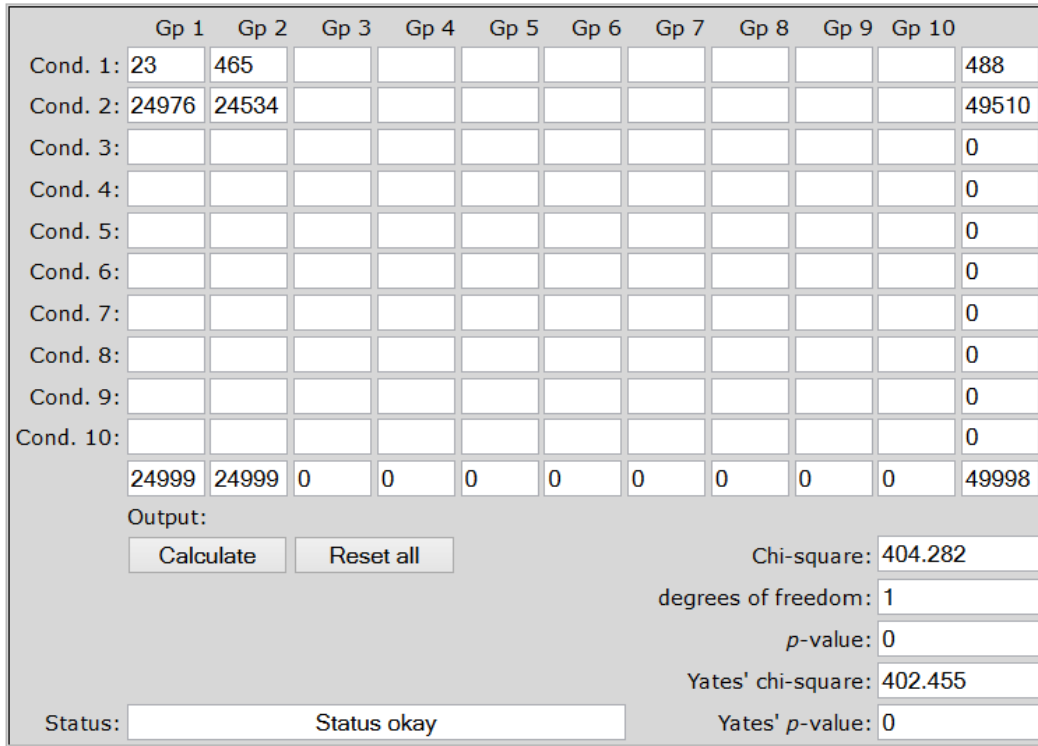 Gp 1 Gp 2 Gp 3 Gp 4 Gp 5 Gp 6 Gp 7 Gp 8 Gp 9 Gp 10
Cond. 1: 23 465 488
Cond. 2: 24976 24534 49510
Cond. 3: 0
Cond. 4: 0
Cond. 5: 0
Cond. 6: 0
Cond. 7: 0
Cond. 8: 0
Cond. 9: 0
Cond. 10: 0
24999 24999 0 0 0 0 0 0 0 0 49998
Output:
Calculate Reset all Chi-square: 404.282
degrees of freedom: 1
p-value: 0
Yates' chi-square: 402.455
Status: Status okay Yates' p-value: 0